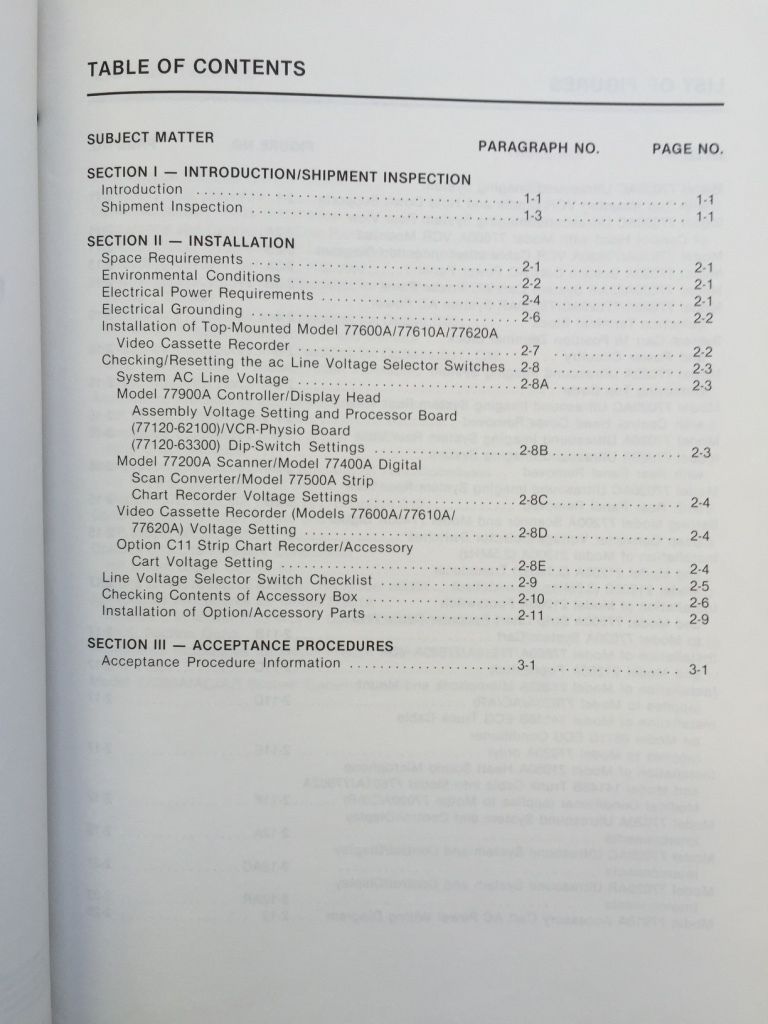 TABLE OF CONTENTS
SUBJECT MATTER PARAGRAPH NO. PAGE NO.
SECTION I — INTRODUCTION/SHIPMENT INSPECTION
Introduction ........................................ 1-1 ................ 1-1
Shipment Inspection ................................. 1-3 ................ 1-1
SECTION II — INSTALLATION
Space Requirements .................................. 2-1 ................ 2-1
Environmental Conditions ............................ 2-2 ................ 2-1
Electrical Power Requirements ....................... 2-4 ................ 2-1
Electrical Grounding ................................ 2-6 ................ 2-2
Installation of Top-Mounted Model 77600A/77610A/77620A
Video Cassette Recorder ............................. 2-7 ................ 2-2
Checking/Resetting the ac Line Voltage Selector Switches . 2-8 ................ 2-3
System AC Line Voltage .............................. 2-8A ................ 2-3
Model 77900A Controller/Display Head
Assembly Voltage Setting and Processor Board
(77120-62100)/VCR-Physio Board
(77120-63300) Dip-Switch Settings ................... 2-8B ................ 2-3
Model 77200A Scanner/Model 77400A Digital
Scan Converter/Model 77500A Strip
Chart Recorder Voltage Settings ..................... 2-8C ................ 2-4
Video Cassette Recorder (Models 77600A/77610A/
77620A) Voltage Setting ............................. 2-8D ................ 2-4
Option C11 Strip Chart Recorder/Accessory
Cart Voltage Setting ................................ 2-8E ................ 2-4
Line Voltage Selector Switch Checklist .............. 2-9 ................ 2-5
Checking Contents of Accessory Box .................. 2-10 ................ 2-6
Installation of Option/Accessory Parts .............. 2-11 ................ 2-9
SECTION III — ACCEPTANCE PROCEDURES
Acceptance Procedure Information .................... 3-1 ................ 3-1